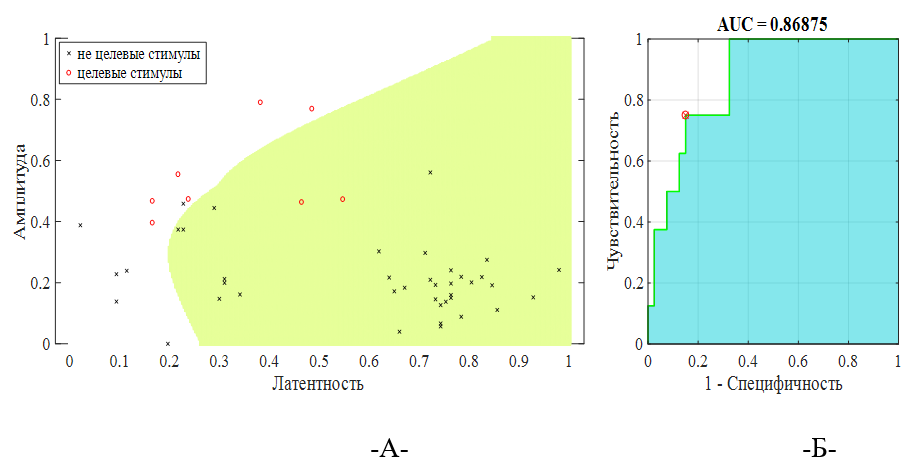 не целевые стимулы
целевые стимулы
Амплитуда
1
0.8
0.6
0.4
0.2
0
0 0.1 0.2 0.3 0.4 0.5 0.6 0.7 0.8 0.9 1
Латентность
-А-
AUC = 0.86875
Чувствительность
1
0.8
0.6
0.4
0.2
0
0 0.2 0.4 0.6 0.8 1
1 - Специфичность
-Б-